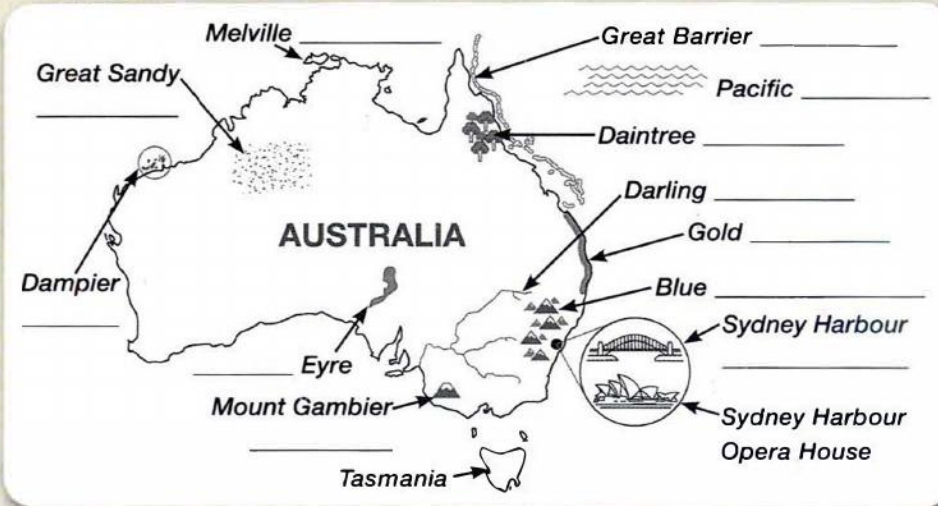 Melville
Great Barrier
Great Sandy
Pacific
Daintree
Darling
AUSTRALIA
Gold
Dampier
Blue
Sydney Harbour
Eyre
Mount Gambier
Sydney Harbour
Opera House
Tasmania